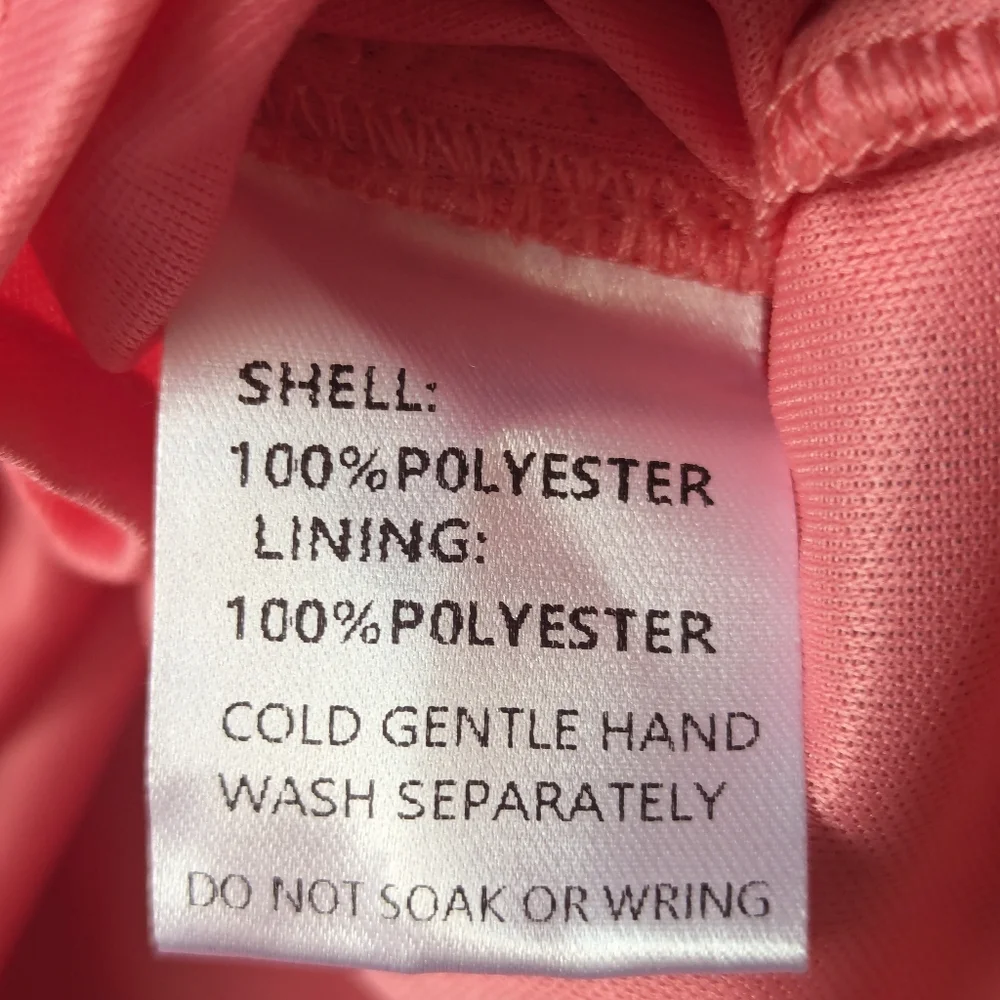 SHELL:
100%POLYESTER
LINING:
100%POLYESTER
COLD GENTLE HAND
WASH SEPARATELY
DO NOT SOAK OR WRING